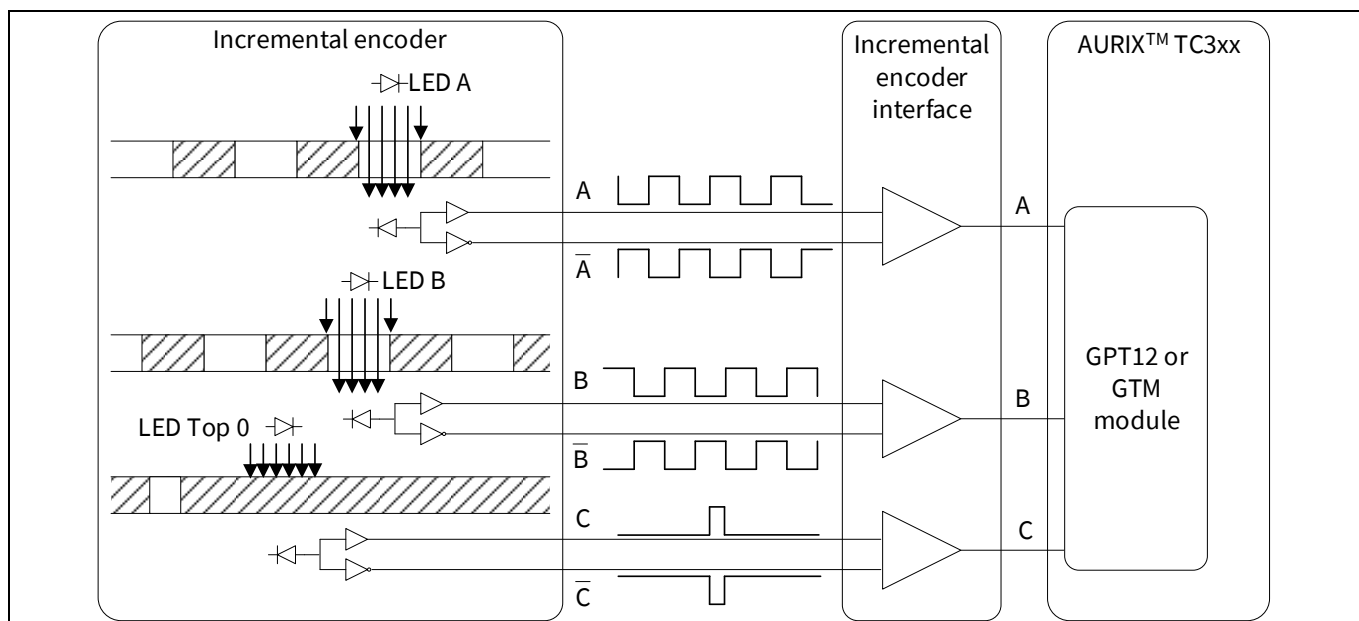 Incremental encoder
Incremental
encoder
interface
AURIX™ TC3xx
LED A
A
A̅
A
LED B
B
B̅
B
GPT12 or
GTM
module
LED Top 0
C
C̅
C